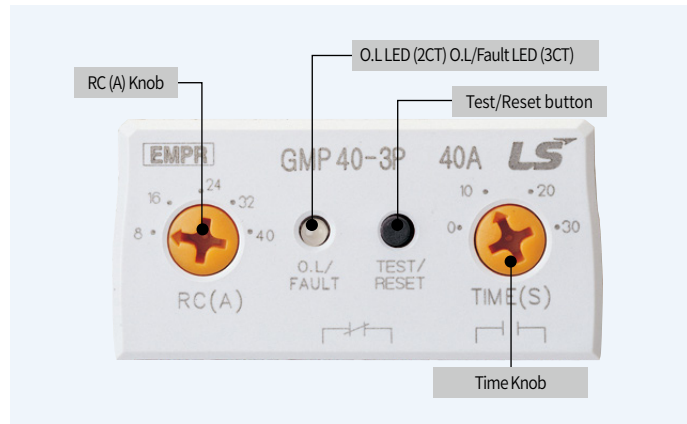 O.L LED (2CT) O.L/Fault LED (3CT)
RC (A) Knob
Test/Reset button
EMPR
GMP 40-3P 40A LS
8 16 24 32 40
RC(A)
O.L/
FAULT
TEST/
RESET
0 10 20 30
TIME(S)
Time Knob